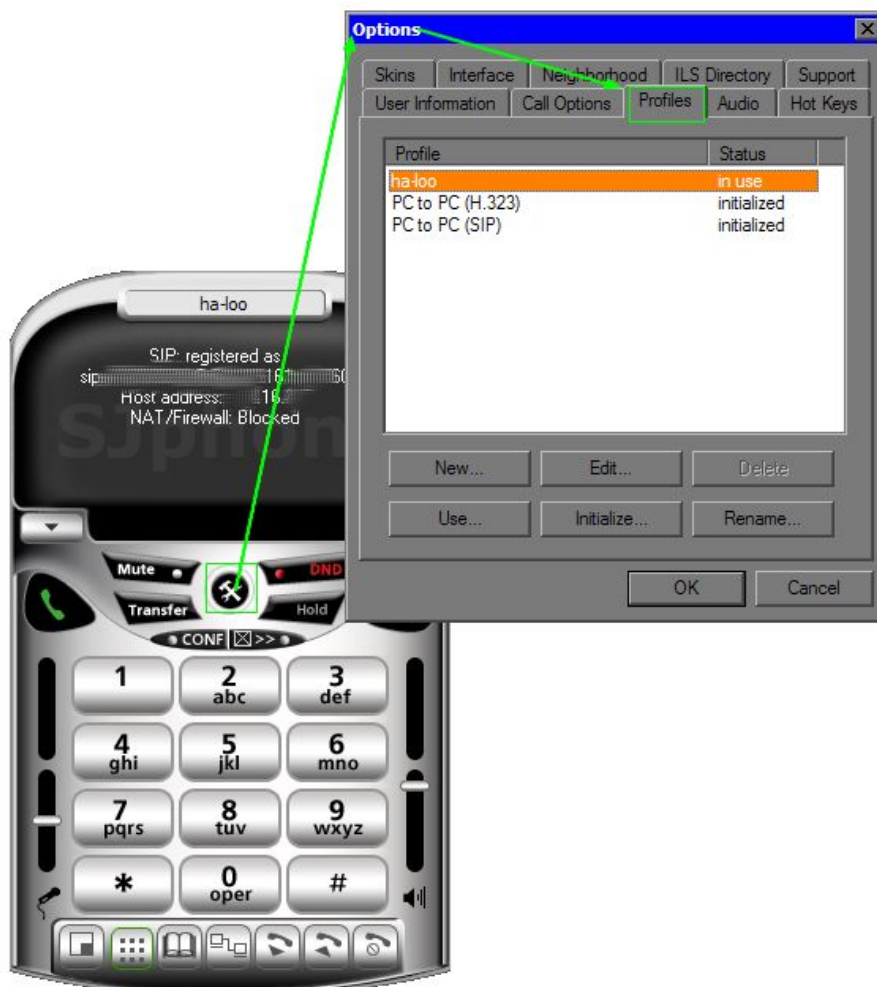 Options
Skins Interface Neighborhood ILS Directory Support
User Information Call Options Profiles Audio Hot Keys
Profile Status
ha-loo in use
PC to PC (H.323) initialized
PC to PC (SIP) initialized
New... Edit... Delete
Use... Initialize... Rename...
OK Cancel
ha-loo
SIP: registered as
sip
Host address: 16
NAT/Firewall: Blocked
SJphon
Mute DND
Transfer Hold
CONF >>
1 2 3
abc def
4 5 6
ghi jkl mno
7 8 9
pqrs tuv wxyz
* 0 #
oper